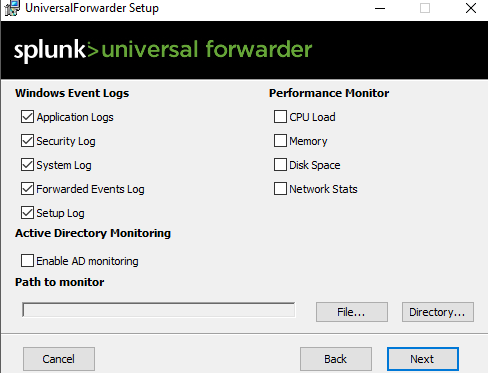 UniversalForwarder Setup
splunk> universal forwarder
Windows Event Logs
Application Logs
Security Log
System Log
Forwarded Events Log
Setup Log
Performance Monitor
CPU Load
Memory
Disk Space
Network Stats
Active Directory Monitoring
Enable AD monitoring
Path to monitor
File...
Directory...
Cancel
Back
Next